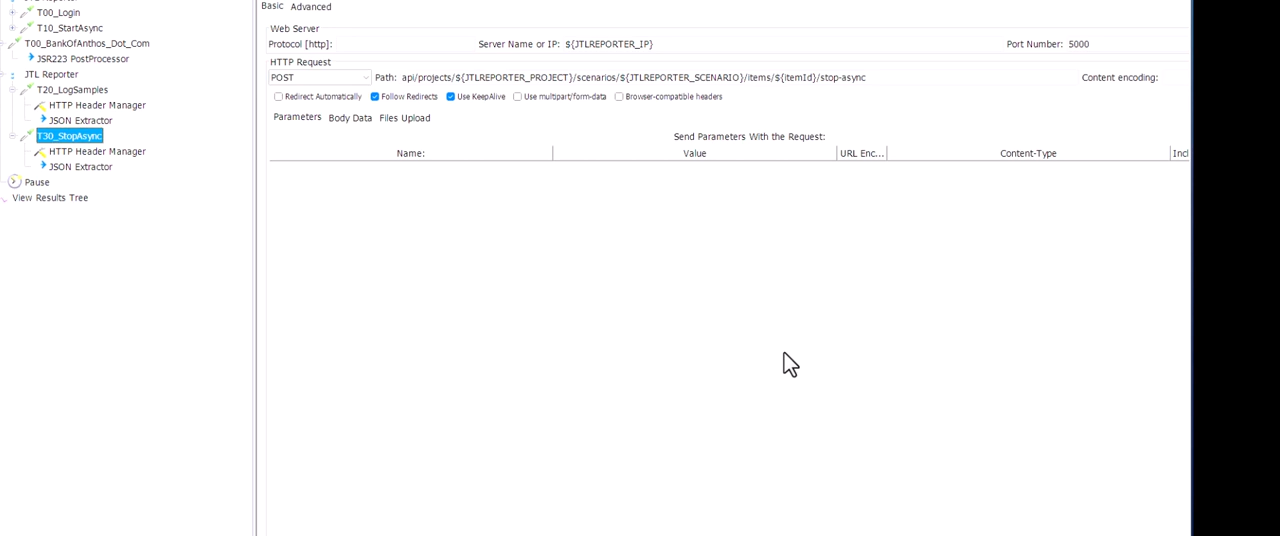 T00_Login
T10_StartAsync
T00_BankOfAnthos_Dot_Com
JSR223 PostProcessor
JTL Reporter
T20_LogSamples
HTTP Header Manager
JSON Extractor
T30_StopAsync
HTTP Header Manager
JSON Extractor
Pause
View Results Tree
Basic Advanced
Web Server
Protocol [http]: Server Name or IP: ${JTLREPORTER_IP} Port Number: 5000
HTTP Request
POST Path: api/projects/${JTLREPORTER_PROJECT}/scenarios/${JTLREPORTER_SCENARIO}/items/${itemId}/stop-async Content encoding:
Redirect Automatically Follow Redirects Use KeepAlive Use multipart/form-data Browser-compatible headers
Parameters Body Data Files Upload
Send Parameters With the Request:
Name: Value URL Enc... Content-Type Incl